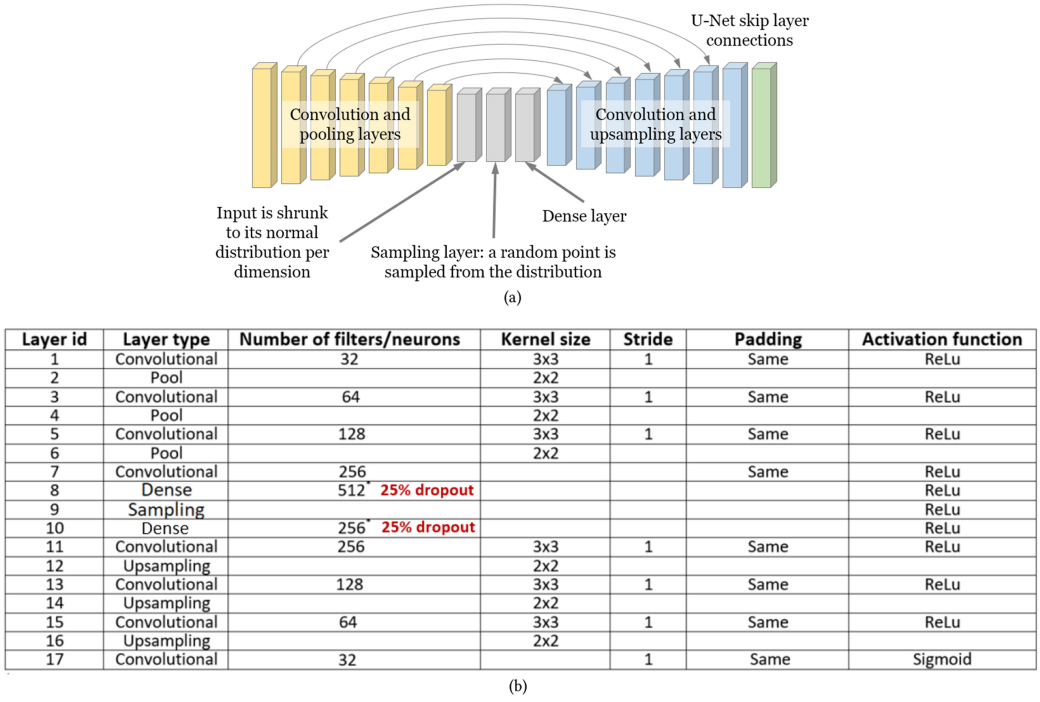 U-Net skip layer
connections
Convolution and
pooling layers
Convolution and
upsampling layers
Input is shrunk
to its normal
distribution per
dimension
Sampling layer: a random point is
sampled from the distribution
Dense layer
(a)
Layer id Layer type Number of filters/neurons Kernel size Stride Padding Activation function
1 Convolutional 32 3x3 1 Same ReLu
2 Pool 2x2
3 Convolutional 64 3x3 1 Same ReLu
4 Pool 2x2
5 Convolutional 128 3x3 1 Same ReLu
6 Pool 2x2
7 Convolutional 256 Same ReLu
8 Dense 512* 25% dropout ReLu
9 Sampling ReLu
10 Dense 256* 25% dropout ReLu
11 Convolutional 256 3x3 1 Same ReLu
12 Upsampling 2x2
13 Convolutional 128 3x3 1 Same ReLu
14 Upsampling 2x2
15 Convolutional 64 3x3 1 Same ReLu
16 Upsampling 2x2
17 Convolutional 32 1 Same Sigmoid
(b)